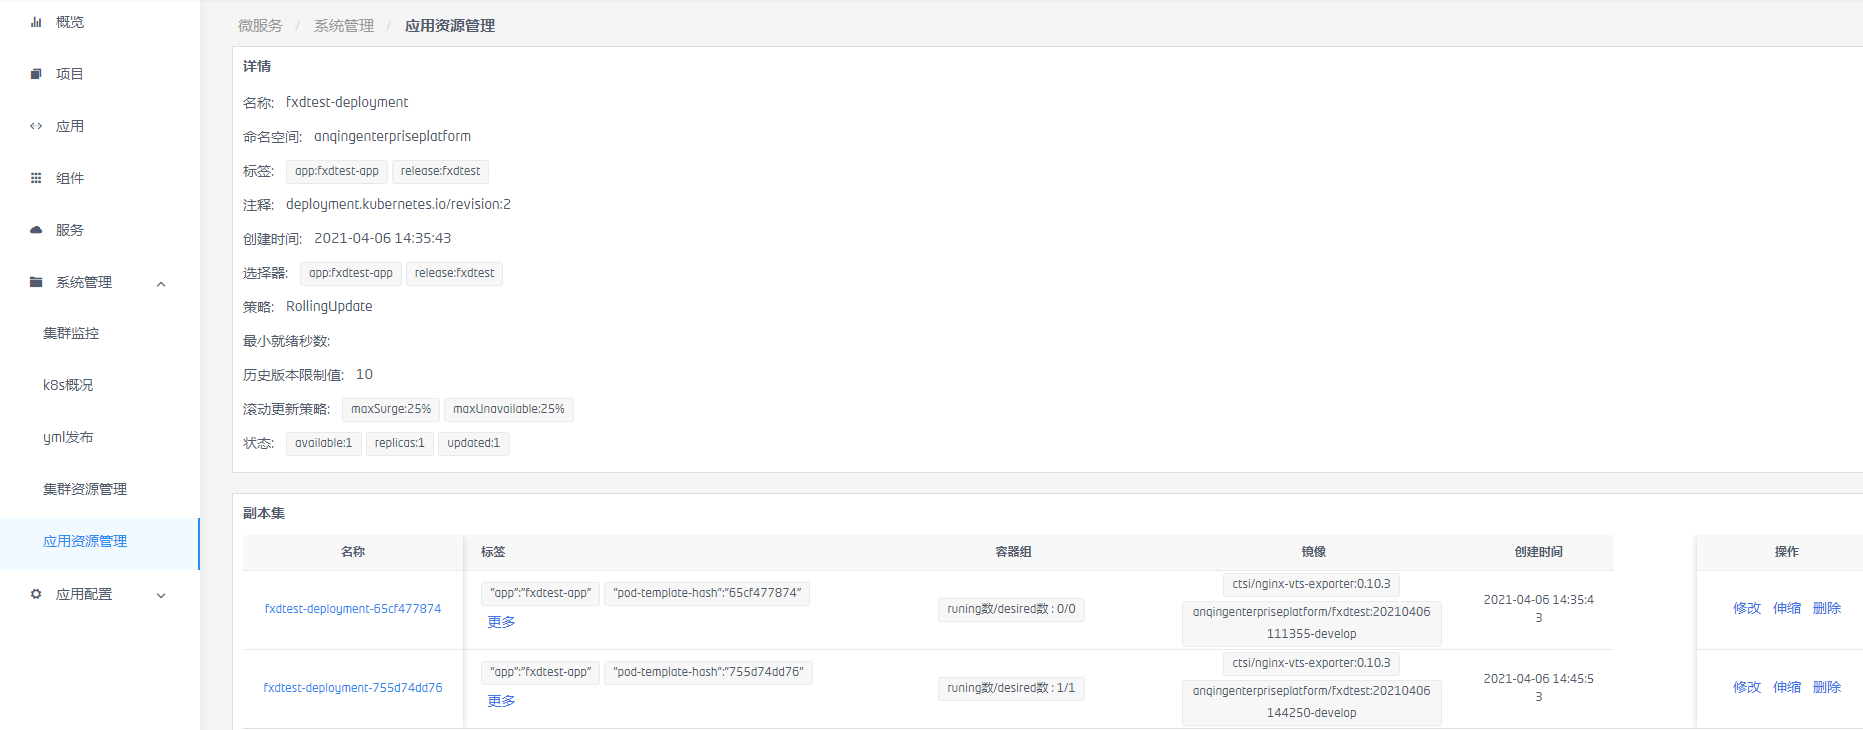 概览
项目
应用
组件
服务
系统管理
集群监控
k8s概况
yml发布
集群资源管理
应用资源管理
应用配置
微服务 / 系统管理 / 应用资源管理
详情
名称: fxdtest-deployment
命名空间: anqingenterpriseplatform
标签: app:fxdtest-app release:fxdtest
注释: deployment.kubernetes.io/revision:2
创建时间: 2021-04-06 14:35:43
选择器: app:fxdtest-app release:fxdtest
策略: RollingUpdate
最小就绪秒数:
历史版本限制值: 10
滚动更新策略: maxSurge:25% maxUnavailable:25%
状态: available:1 replicas:1 updated:1
副本集
名称 标签 容器组 镜像 创建时间 操作
fxdtest-deployment-65cf477874
"app":"fxdtest-app" "pod-template-hash":"65cf477874"
更多
runing数/desired数 : 0/0
ctsi/nginx-vts-exporter:0.10.3
anqingenterpriseplatform/fxdtest:20210406
111355-develop
2021-04-06 14:35:4
3
修改 伸缩 删除
fxdtest-deployment-755d74dd76
"app":"fxdtest-app" "pod-template-hash":"755d74dd76"
更多
runing数/desired数 : 1/1
ctsi/nginx-vts-exporter:0.10.3
anqingenterpriseplatform/fxdtest:20210406
144250-develop
2021-04-06 14:45:5
3
修改 伸缩 删除